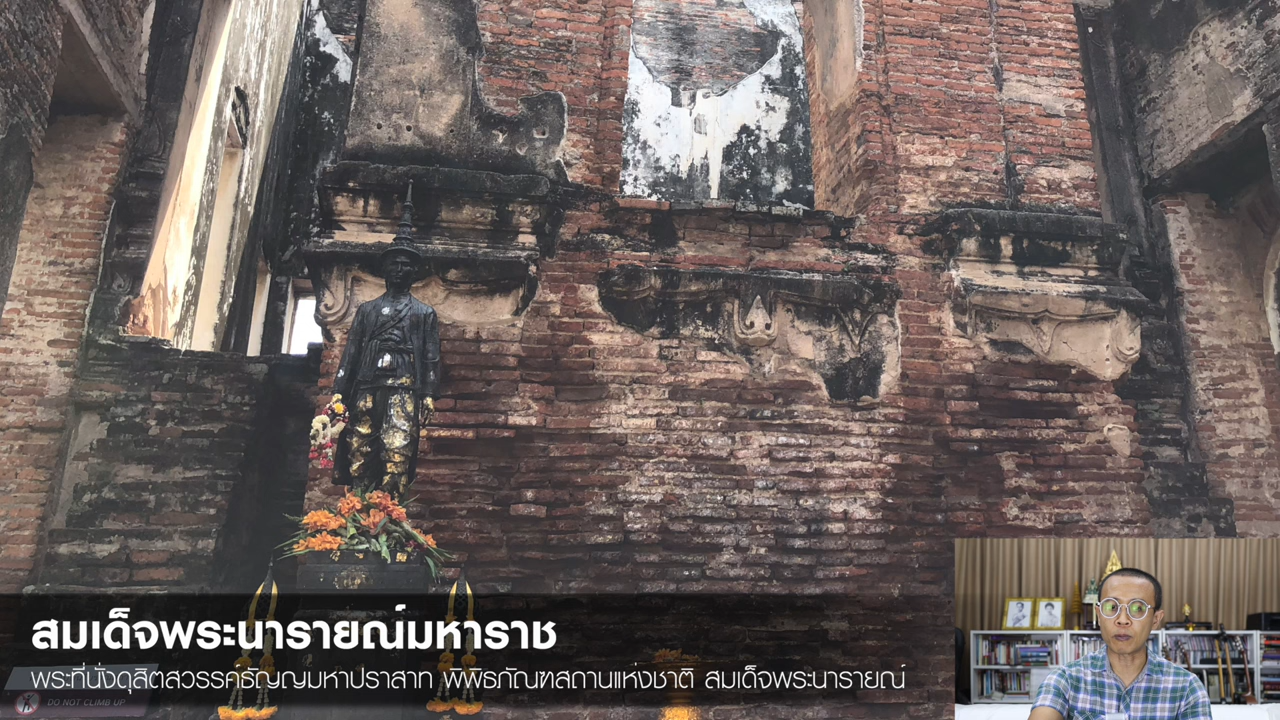 สมเด็จพระนารายณ์มหาราช
พระที่นั่งดุสิตสวรรค์ธัญญมหาปราสาท พิพิธภัณฑสถานแห่งชาติ สมเด็จพระนารายณ์
DO NOT CLIMB UP